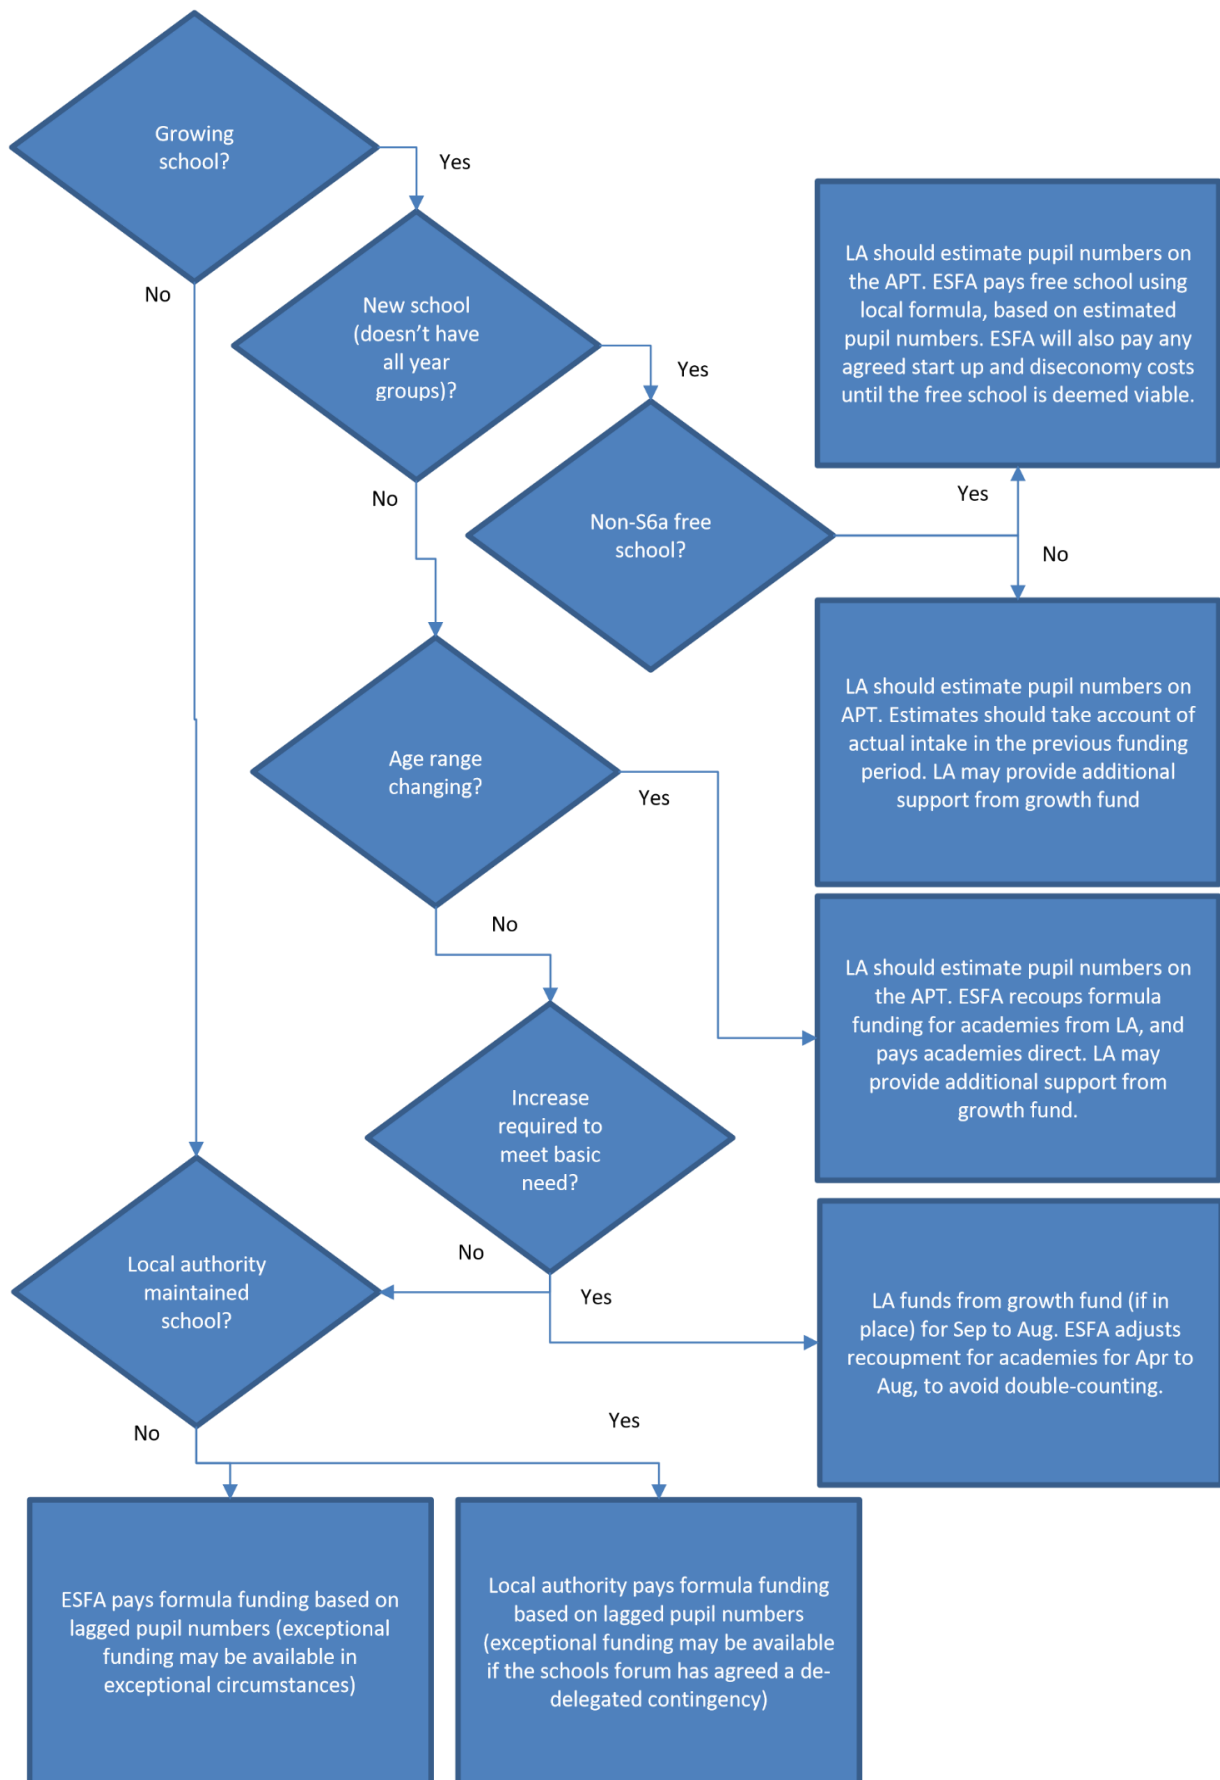 Growing
school?
Yes
No
New school
(doesn't have
all year
groups)?
Yes
No
LA should estimate pupil numbers on
the APT. ESFA pays free school using
local formula, based on estimated
pupil numbers. ESFA will also pay any
agreed start up and diseconomy costs
until the free school is deemed viable.
Non-S6a free
school?
Yes
No
LA should estimate pupil numbers on
APT. Estimates should take account of
actual intake in the previous funding
period. LA may provide additional
support from growth fund
Age range
changing?
Yes
No
LA should estimate pupil numbers on
the APT. ESFA recoups formula
funding for academies from LA, and
pays academies direct. LA may
provide additional support from
growth fund.
Increase
required to
meet basic
need?
No
Yes
LA funds from growth fund (if in
place) for Sep to Aug. ESFA adjusts
recoupment for academies for Apr to
Aug, to avoid double-counting.
Local authority
maintained
school?
No
Yes
ESFA pays formula funding based on
lagged pupil numbers (exceptional
funding may be available in
exceptional circumstances)
Local authority pays formula funding
based on lagged pupil numbers
(exceptional funding may be available
if the schools forum has agreed a de-
delegated contingency)